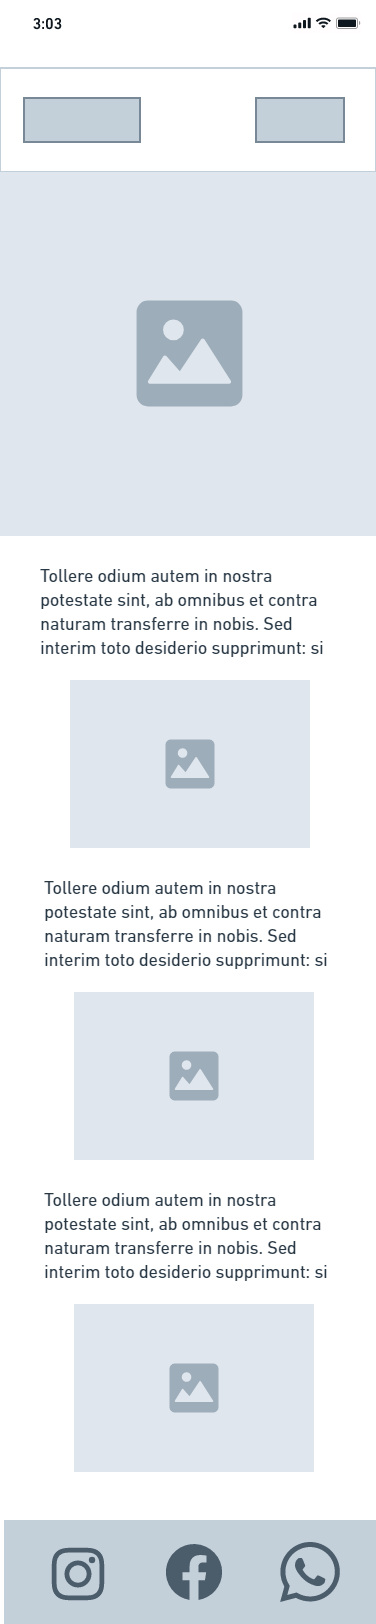 3:03
Tollere odium autem in nostra
potestate sint, ab omnibus et contra
naturam transferre in nobis. Sed
interim toto desiderio supprimunt: si
Tollere odium autem in nostra
potestate sint, ab omnibus et contra
naturam transferre in nobis. Sed
interim toto desiderio supprimunt: si
Tollere odium autem in nostra
potestate sint, ab omnibus et contra
naturam transferre in nobis. Sed
interim toto desiderio supprimunt: si